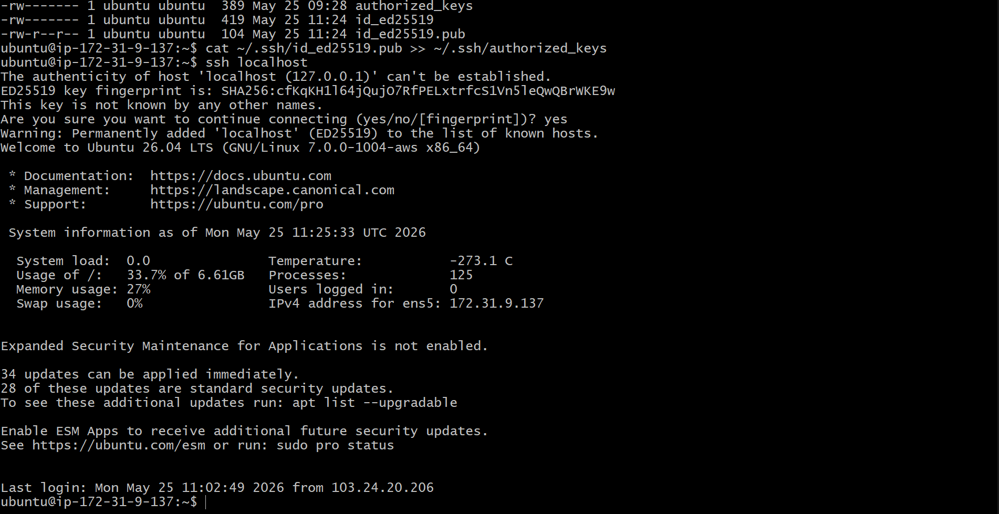 -rw------- 1 ubuntu ubuntu  389 May 25 09:28 authorized_keys
-rw------- 1 ubuntu ubuntu  419 May 25 11:24 id_ed25519
-rw-r--r-- 1 ubuntu ubuntu  104 May 25 11:24 id_ed25519.pub
ubuntu@ip-172-31-9-137:~$ cat ~/.ssh/id_ed25519.pub >> ~/.ssh/authorized_keys
ubuntu@ip-172-31-9-137:~$ ssh localhost
The authenticity of host 'localhost (127.0.0.1)' can't be established.
ED25519 key fingerprint is: SHA256:cfKqKH1l64jQujO7RfPELxtrfcS1Vn5leQwQBrWKE9w
This key is not known by any other names.
Are you sure you want to continue connecting (yes/no/[fingerprint])? yes
Warning: Permanently added 'localhost' (ED25519) to the list of known hosts.
Welcome to Ubuntu 26.04 LTS (GNU/Linux 7.0.0-1004-aws x86_64)

 * Documentation:  https://docs.ubuntu.com
 * Management:     https://landscape.canonical.com
 * Support:        https://ubuntu.com/pro

 System information as of Mon May 25 11:25:33 UTC 2026

  System load:  0.0               Temperature:           -273.1 C
  Usage of /:   33.7% of 6.61GB   Processes:             125
  Memory usage: 27%               Users logged in:       0
  Swap usage:   0%                IPv4 address for ens5: 172.31.9.137


Expanded Security Maintenance for Applications is not enabled.

34 updates can be applied immediately.
28 of these updates are standard security updates.
To see these additional updates run: apt list --upgradable

Enable ESM Apps to receive additional future security updates.
See https://ubuntu.com/esm or run: sudo pro status


Last login: Mon May 25 11:02:49 2026 from 103.24.20.206
ubuntu@ip-172-31-9-137:~$